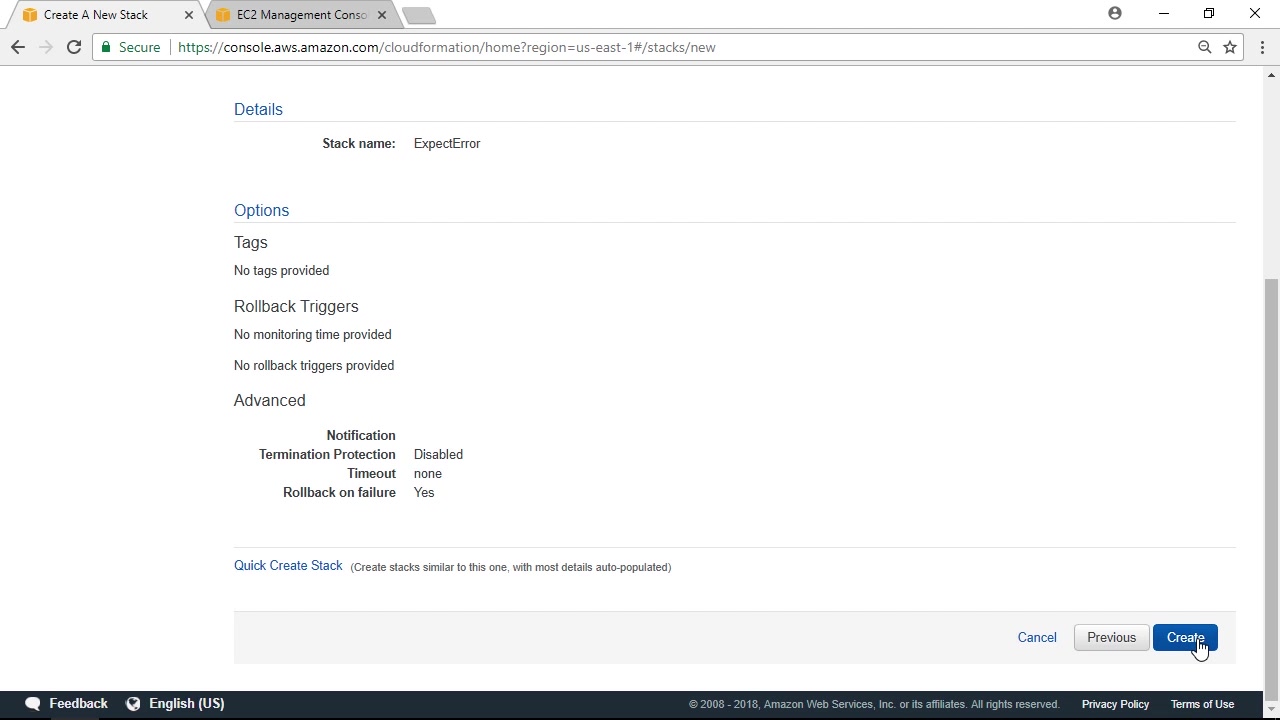 Create A New Stack
EC2 Management Conso
Secure https://console.aws.amazon.com/cloudformation/home?region=us-east-1#/stacks/new
Details
Stack name: ExpectError
Options
Tags
No tags provided
Rollback Triggers
No monitoring time provided
No rollback triggers provided
Advanced
Notification
Termination Protection Disabled
Timeout none
Rollback on failure Yes
Quick Create Stack (Create stacks similar to this one, with most details auto-populated)
Cancel Previous Create
Feedback English (US) © 2008 - 2018, Amazon Web Services, Inc. or its affiliates. All rights reserved. Privacy Policy Terms of Use